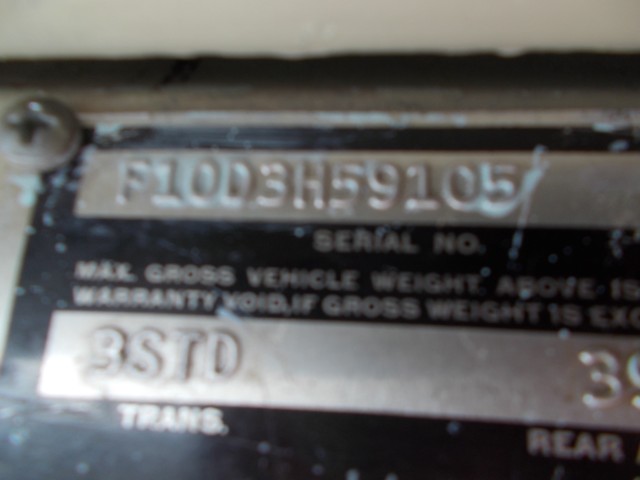 F10D3H59105
SERIAL NO.
MAX. GROSS VEHICLE WEIGHT. ABOVE IS
WARRANTY VOID, IF GROSS WEIGHT IS EXC
3STD 39
TRANS. REAR